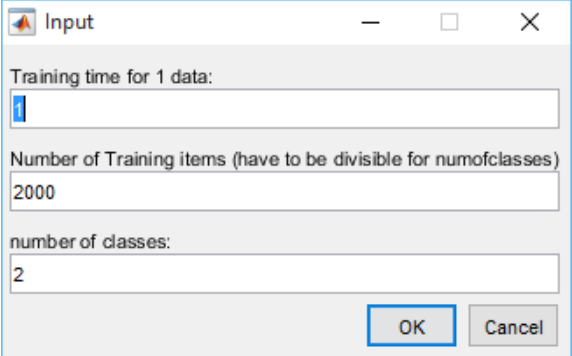 Input
Training time for 1 data:
1
Number of Training items (have to be divisible for numofclasses)
2000
number of classes:
2
OK Cancel